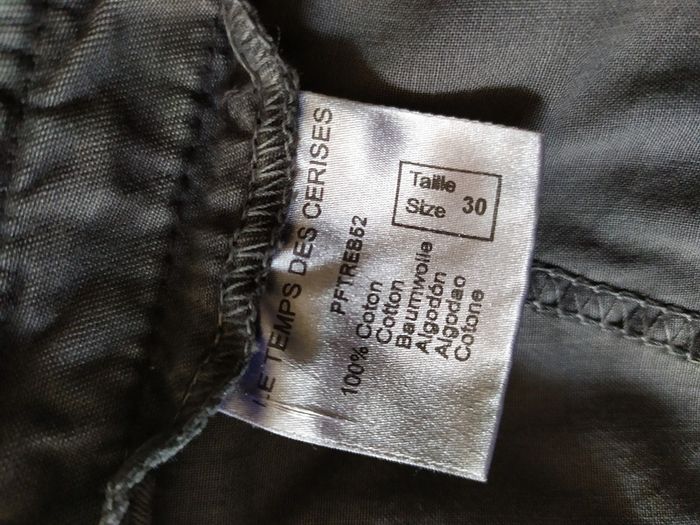 LE TEMPS DES CERISES
PFTREB52
100% Coton
Cotton
Baumwolle
Algodón
Algodao
Cotone
Taille
Size 30